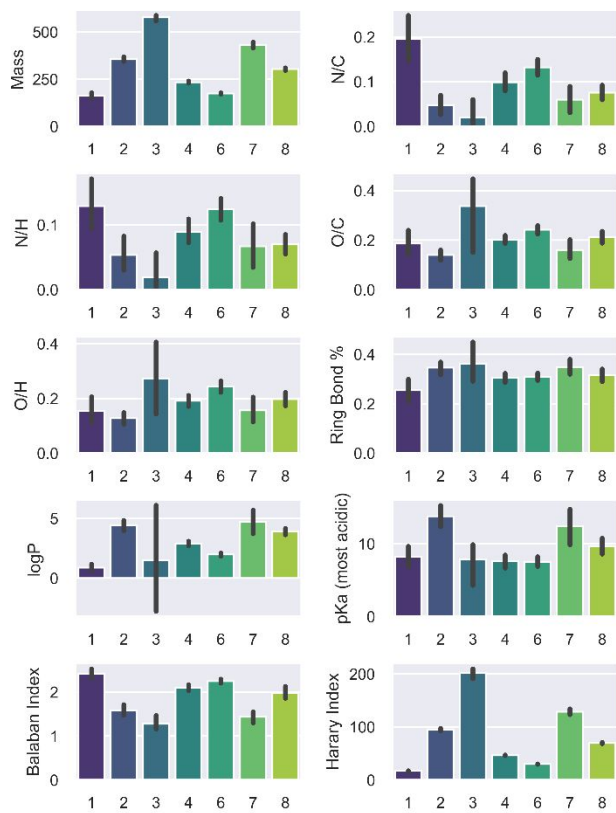 Mass
500
250
0
1 2 3 4 6 7 8
N/C
0.2
0.1
0.0
1 2 3 4 6 7 8
N/H
0.1
0.0
1 2 3 4 6 7 8
O/C
0.4
0.2
0.0
1 2 3 4 6 7 8
O/H
0.4
0.2
0.0
1 2 3 4 6 7 8
Ring Bond %
0.4
0.2
0.0
1 2 3 4 6 7 8
logP
5
0
1 2 3 4 6 7 8
pKa (most acidic)
10
0
1 2 3 4 6 7 8
Balaban Index
2
1
0
1 2 3 4 6 7 8
Harary Index
200
100
0
1 2 3 4 6 7 8